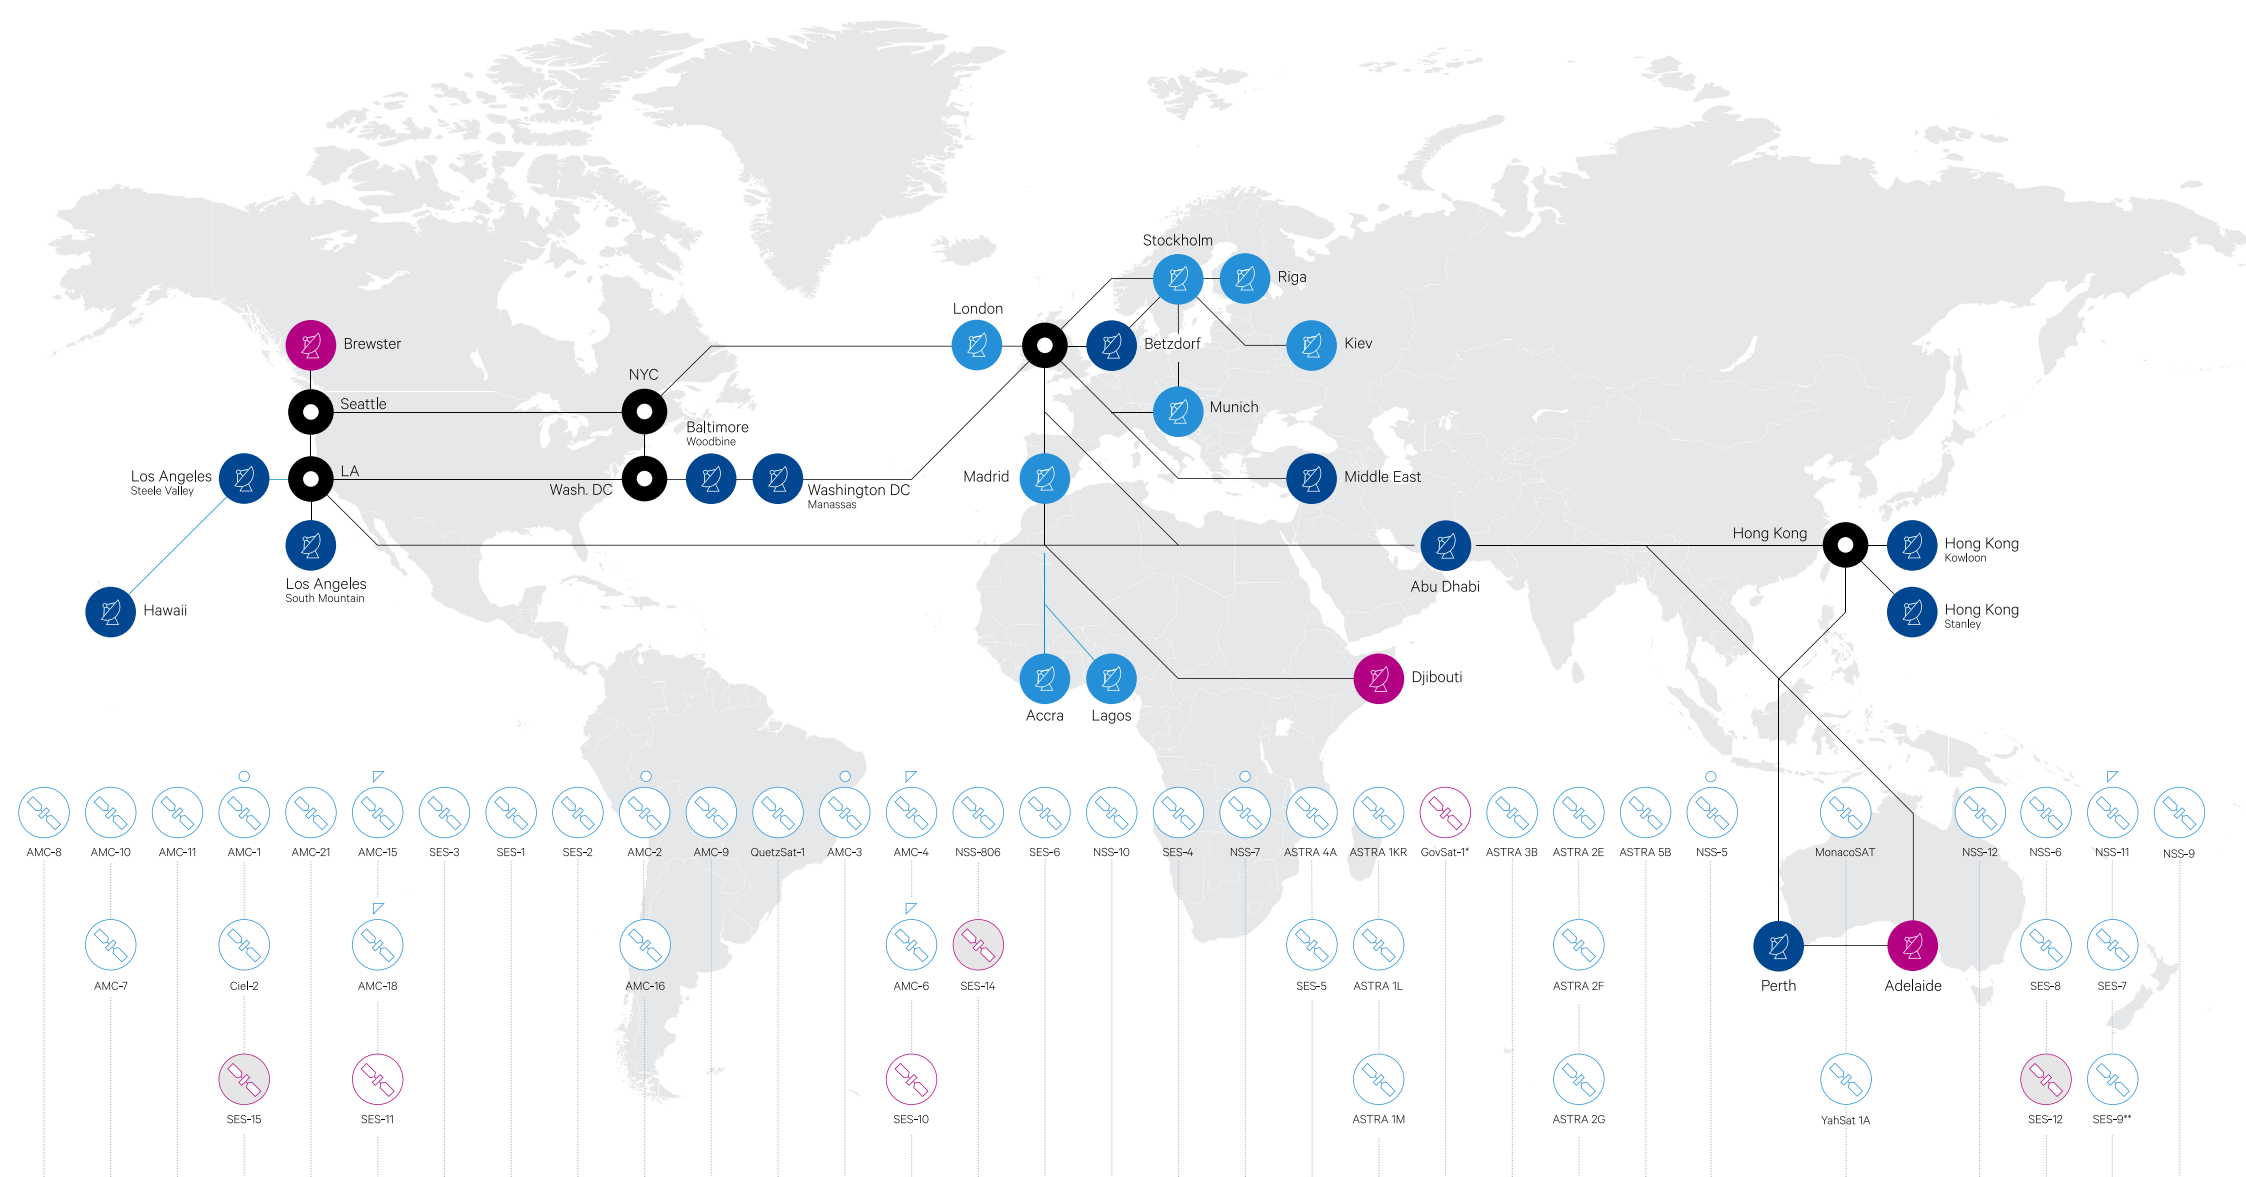 Stockholm
Riga
London
Brewster
Betzdorf
Kiev
NYC
Seattle
Munich
Baltimore
Woodbine
Los Angeles
Steele Valley
LA
Wash. DC
Washington DC
Manassas
Madrid
Middle East
Hong Kong
Hong Kong
Kowloon
Los Angeles
South Mountain
Abu Dhabi
Hawaii
Hong Kong
Stanley
Djibouti
Accra
Lagos
AMC-8
AMC-10
AMC-11
AMC-1
AMC-21
AMC-15
SES-3
SES-1
SES-2
AMC-2
AMC-9
QuetzSat-1
AMC-3
AMC-4
NSS-806
SES-6
NSS-10
SES-4
NSS-7
ASTRA 4A
ASTRA 1KR
GovSat-1*
ASTRA 3B
ASTRA 2E
ASTRA 5B
NSS-5
MonacoSAT
NSS-12
NSS-6
NSS-11
NSS-9
AMC-7
Ciel-2
AMC-18
AMC-16
AMC-6
SES-14
SES-5
ASTRA 1L
ASTRA 2F
Perth
Adelaide
SES-8
SES-7
SES-15
SES-11
SES-10
ASTRA 1M
ASTRA 2G
YahSat 1A
SES-12
SES-9**